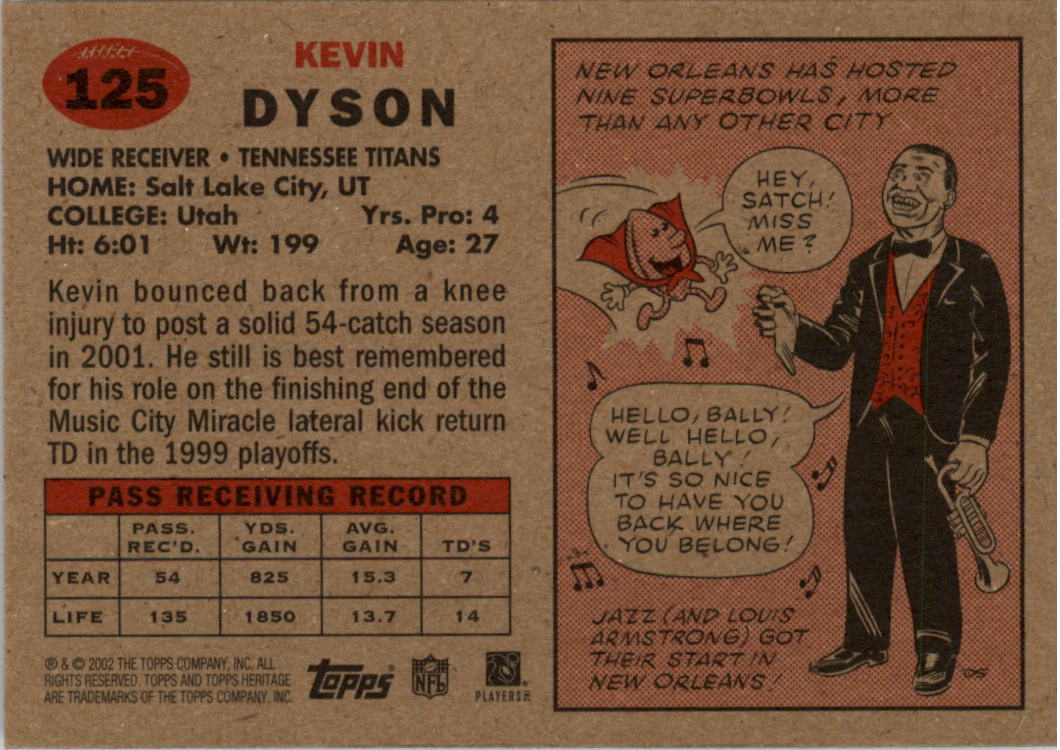 125
KEVIN
DYSON
WIDE RECEIVER • TENNESSEE TITANS
HOME: Salt Lake City, UT
COLLEGE: Utah Yrs. Pro: 4
Ht: 6:01 Wt: 199 Age: 27
Kevin bounced back from a knee
injury to post a solid 54-catch season
in 2001. He still is best remembered
for his role on the finishing end of the
Music City Miracle lateral kick return
TD in the 1999 playoffs.
PASS RECEIVING RECORD
PASS. REC'D. YDS. GAIN AVG. GAIN TD'S
YEAR 54 825 15.3 7
LIFE 135 1850 13.7 14
® & © 2002 THE TOPPS COMPANY, INC. ALL
RIGHTS RESERVED. TOPPS AND TOPPS HERITAGE
ARE TRADEMARKS OF THE TOPPS COMPANY, INC.
Topps
NFL
PLAYERS
NEW ORLEANS HAS HOSTED
NINE SUPERBOWLS, MORE
THAN ANY OTHER CITY
HEY,
SATCH!
MISS
ME?
HELLO, BALLY!
WELL HELLO,
BALLY!
IT'S SO NICE
TO HAVE YOU
BACK WHERE
YOU BELONG!
JAZZ (AND LOUIS
ARMSTRONG) GOT
THEIR START IN
NEW ORLEANS!
DS